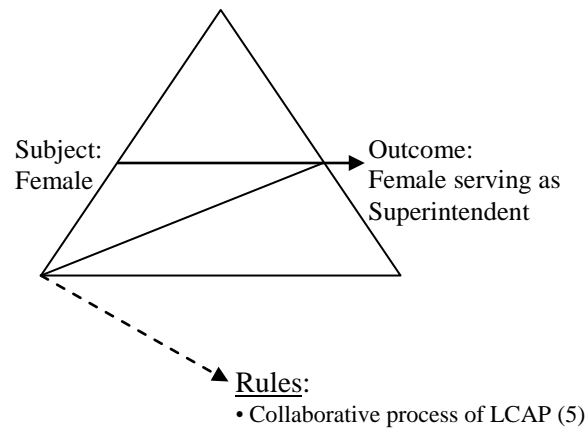 Subject:
Female
Outcome:
Female serving as
Superintendent
Rules:
• Collaborative process of LCAP (5)